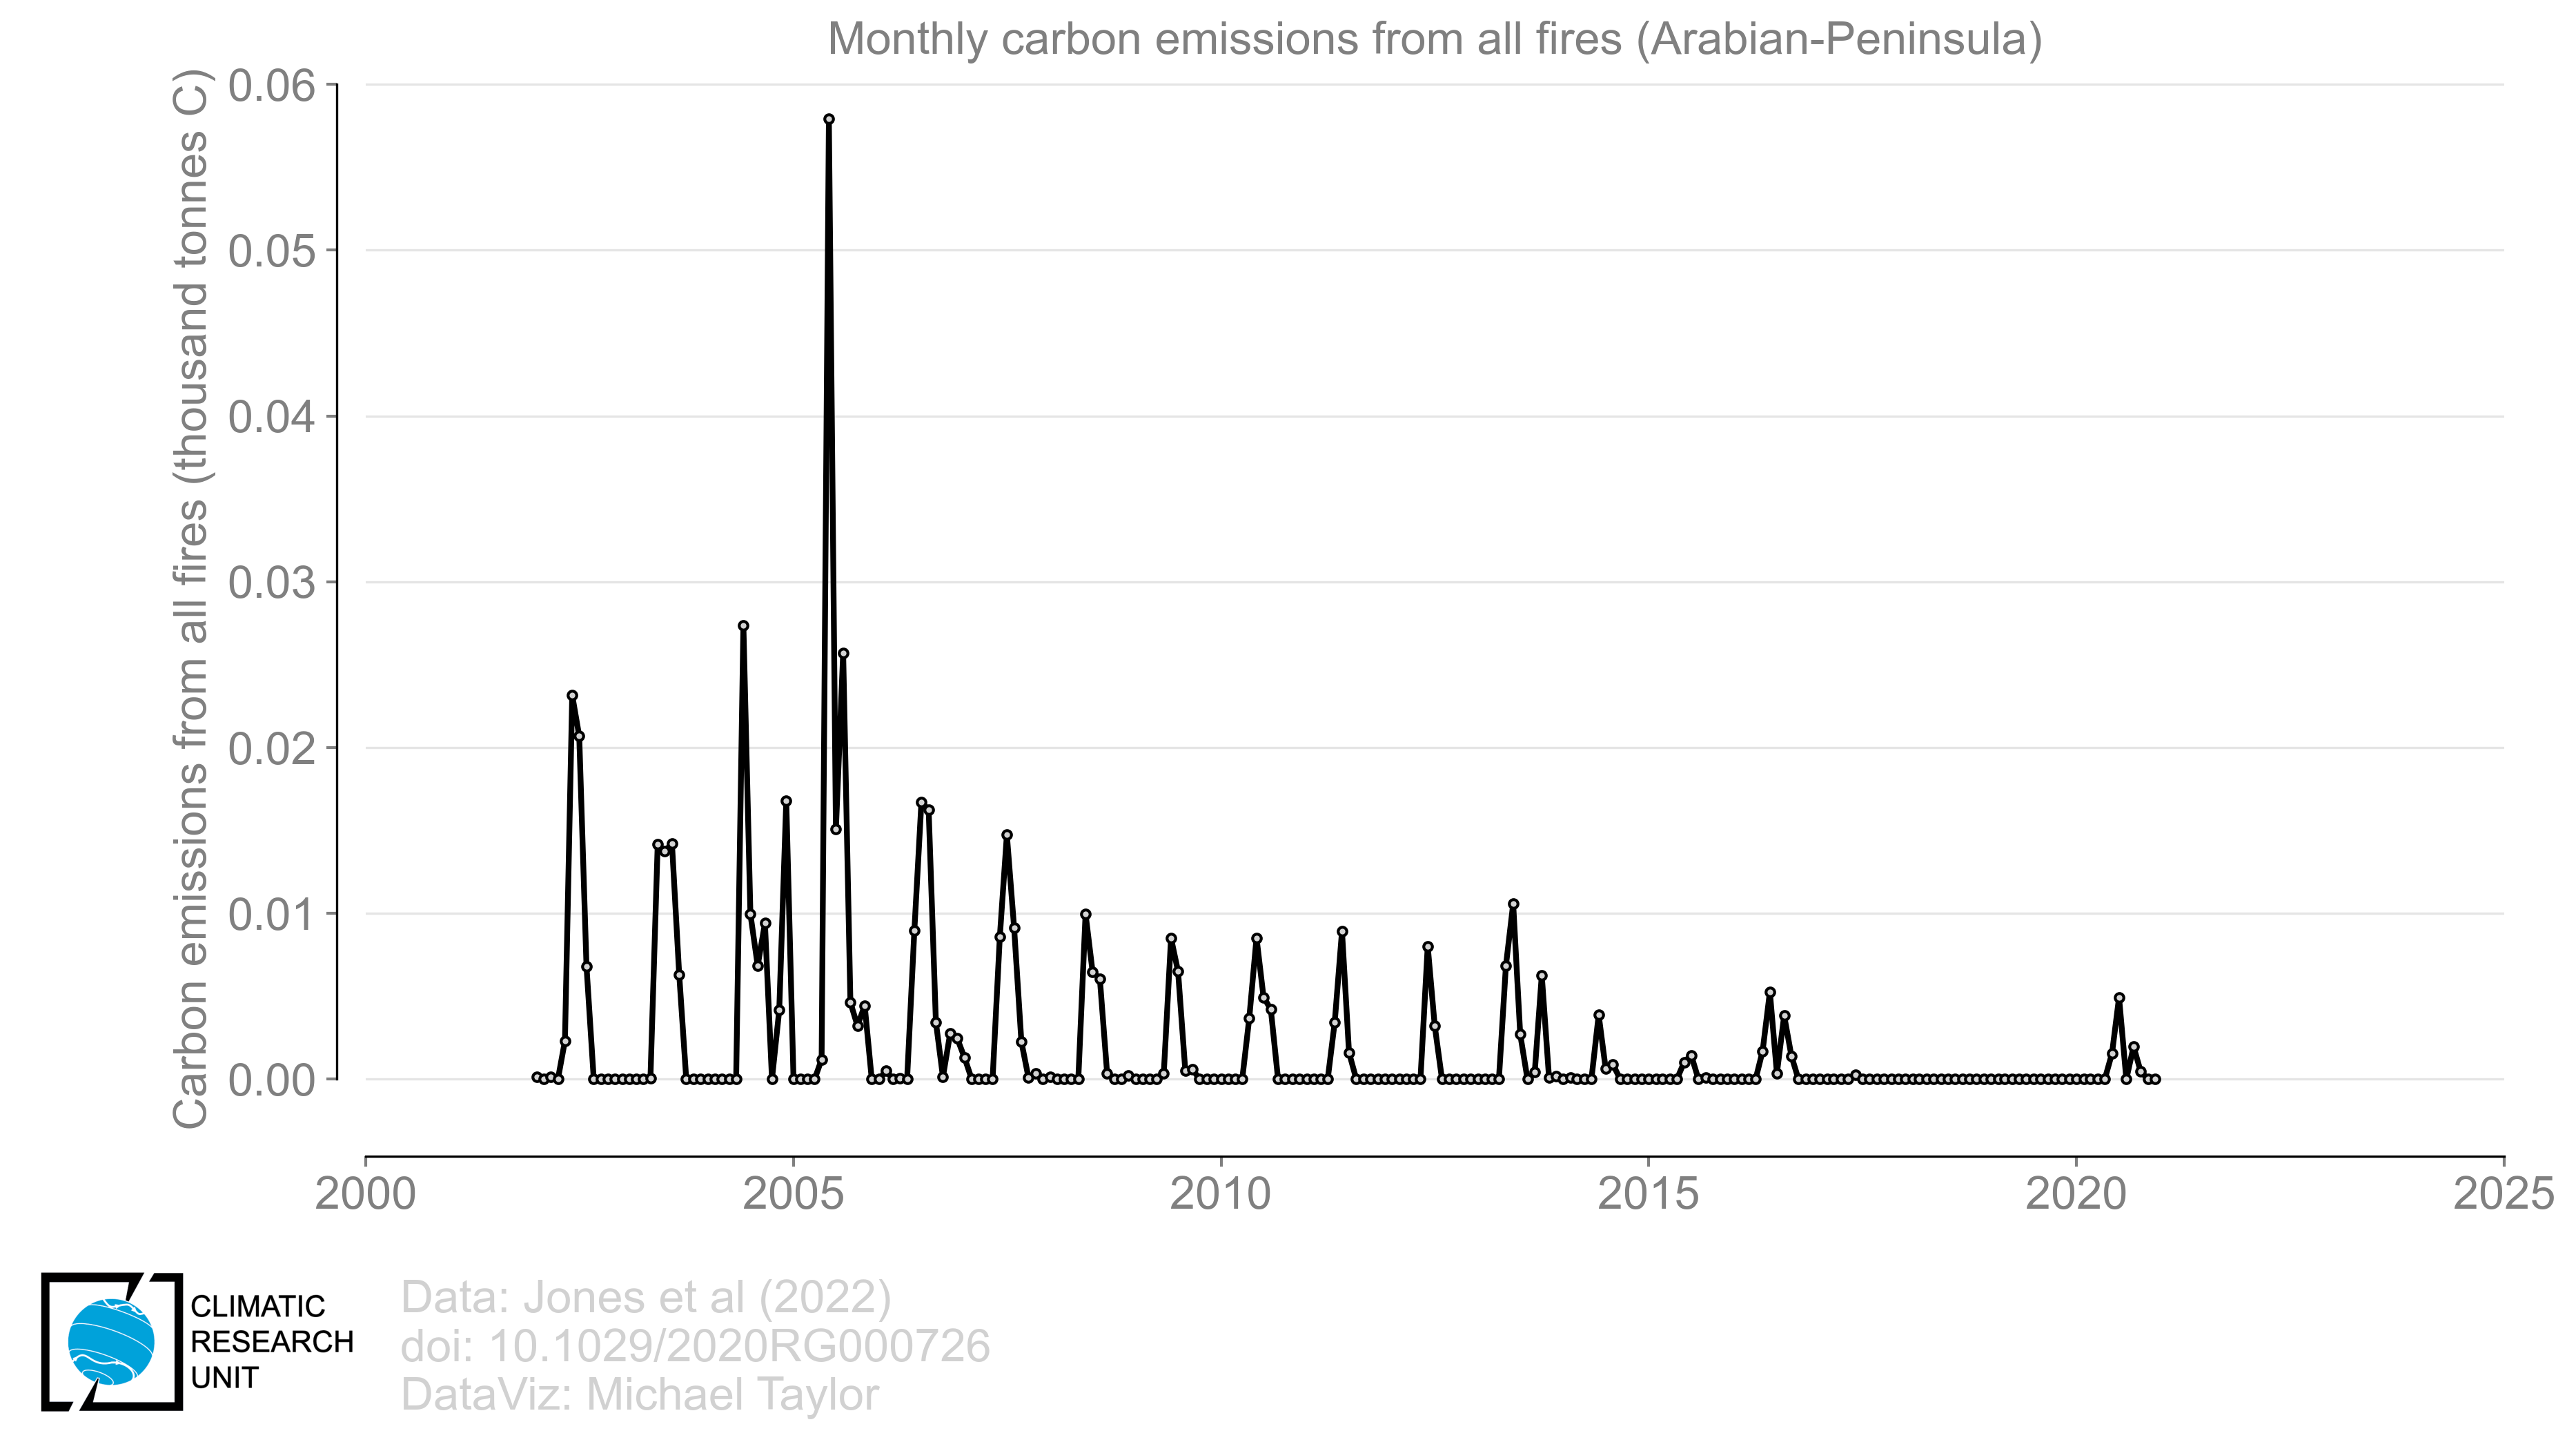 Monthly carbon emissions from all fires (Arabian-Peninsula)
Carbon emissions from all fires (thousand tonnes C)
0.06
0.05
0.04
0.03
0.02
0.01
0.00
2000 2005 2010 2015 2020 2025
CLIMATIC
RESEARCH
UNIT
Data: Jones et al (2022)
doi: 10.1029/2020RG000726
DataViz: Michael Taylor